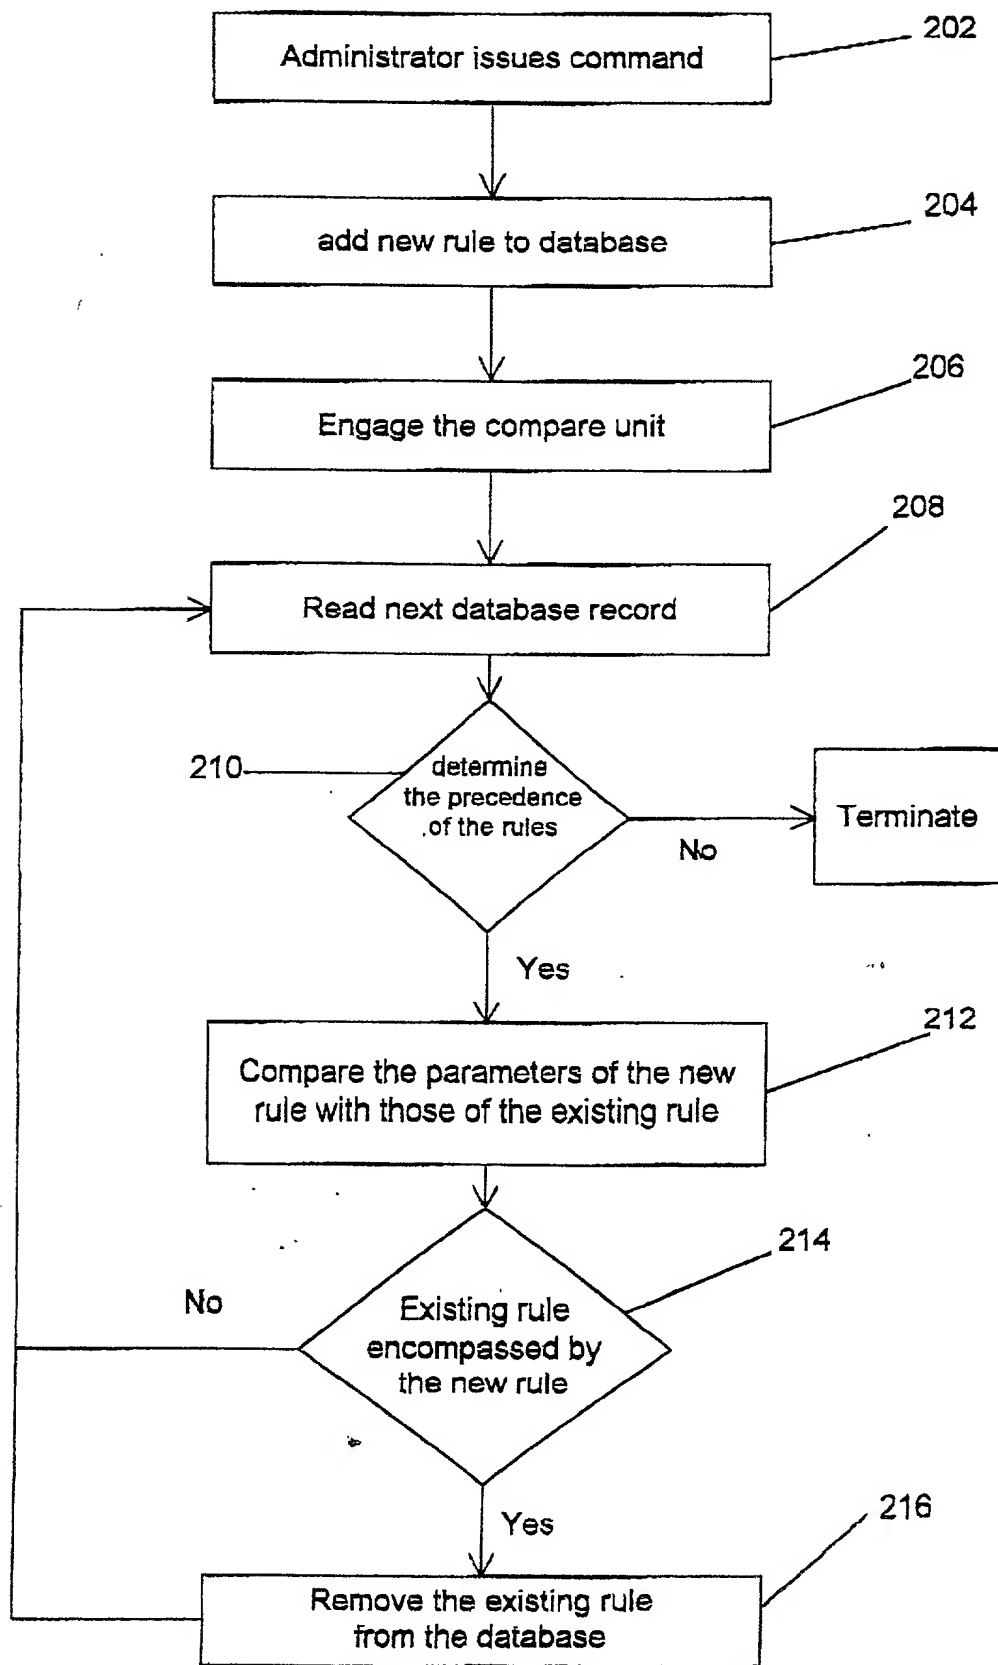 202
Administrator issues command
204
add new rule to database
206
Engage the compare unit
208
Read next database record
210
determine
the precedence
of the rules
Terminate
No
Yes
212
Compare the parameters of the new
rule with those of the existing rule
214
No
Existing rule
encompassed by
the new rule
Yes
216
Remove the existing rule
from the database